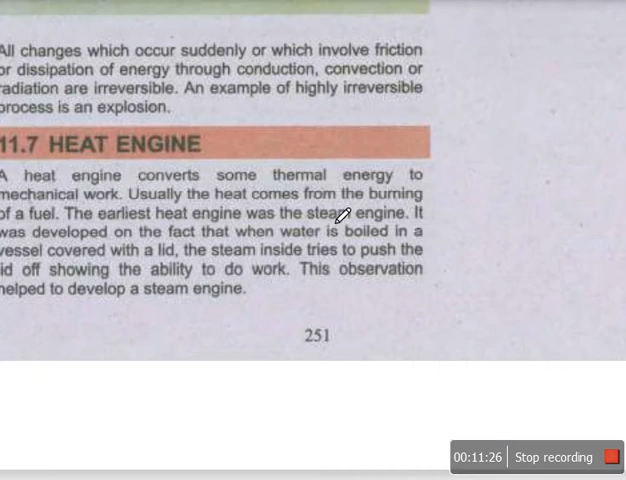 All changes which occur suddenly or which involve friction
or dissipation of energy through conduction, convection or
radiation are irreversible. An example of highly irreversible
process is an explosion.
11.7 HEAT ENGINE
A heat engine converts some thermal energy to
mechanical work. Usually the heat comes from the burning
of a fuel. The earliest heat engine was the steam engine. It
was developed on the fact that when water is boiled in a
vessel covered with a lid, the steam inside tries to push the
lid off showing the ability to do work. This observation
helped to develop a steam engine.
251
00:11:26 Stop recording